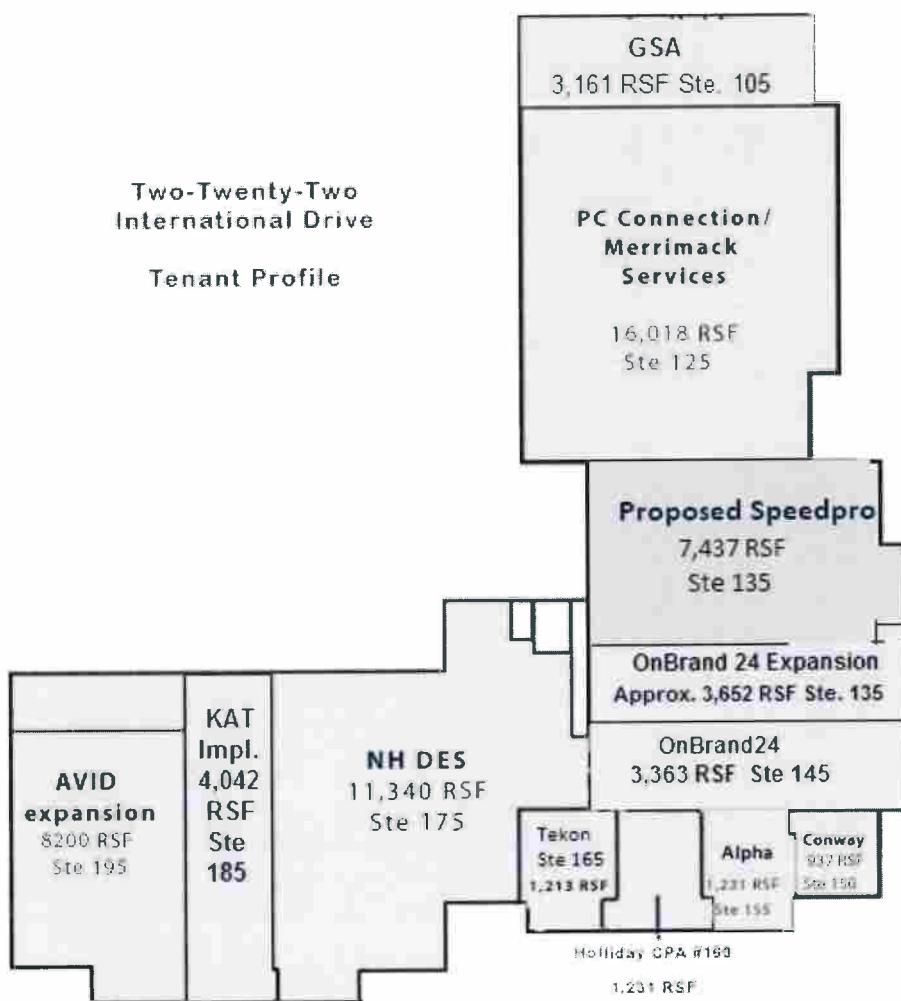 GSA
3,161 RSF Ste. 105
Two-Twenty-Two
International Drive
Tenant Profile
PC Connection/
Merrimack
Services
16,018 RSF
Ste 125
Proposed Speedpro
7,437 RSF
Ste 135
OnBrand 24 Expansion
Approx. 3,652 RSF Ste. 135
OnBrand24
3,363 RSF Ste 145
KAT
Impl.
4,042
RSF
Ste
185
NH DES
11,340 RSF
Ste 175
AVID
expansion
8200 RSF
Ste 195
Tekon
Ste 165
1,213 RSF
Alpha
1,231 RSF
Ste 155
Conway
937 RSF
Ste 150
Holliday CPA #160
1,231 RSF